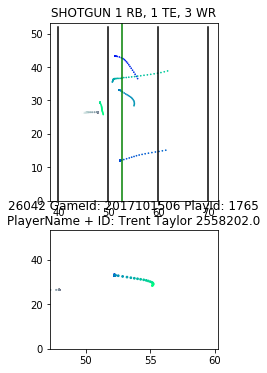 SHOTGUN 1 RB, 1 TE, 3 WR
50
40
30
20
10
0
40 50 60 70
26042 GameId: 2017101506 PlayId: 1765
PlayerName + ID: Trent Taylor 2558202.0
40
20
0
50 55 60